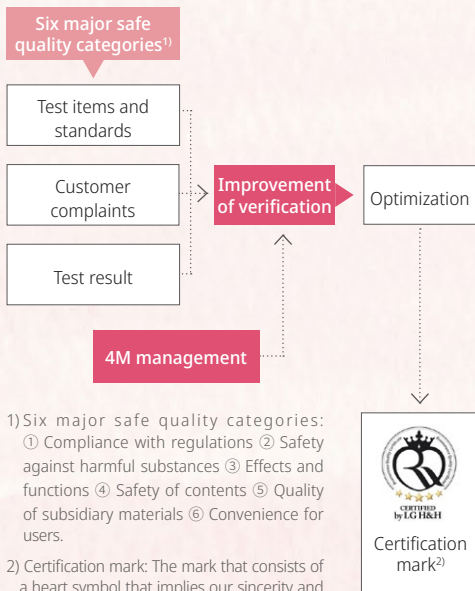 Six major safe
quality categories1)
Test items and
standards
Customer
complaints
Test result
Improvement
of verification
Optimization
4M management
1) Six major safe quality categories:
① Compliance with regulations ② Safety
against harmful substances ③ Effects and
functions ④ Safety of contents ⑤ Quality
of subsidiary materials ⑥ Convenience for
users.
2) Certification mark: The mark that consists of
a heart symbol that implies our sincerity and
CERTIFIED
by LG H&H
Certification
mark2)